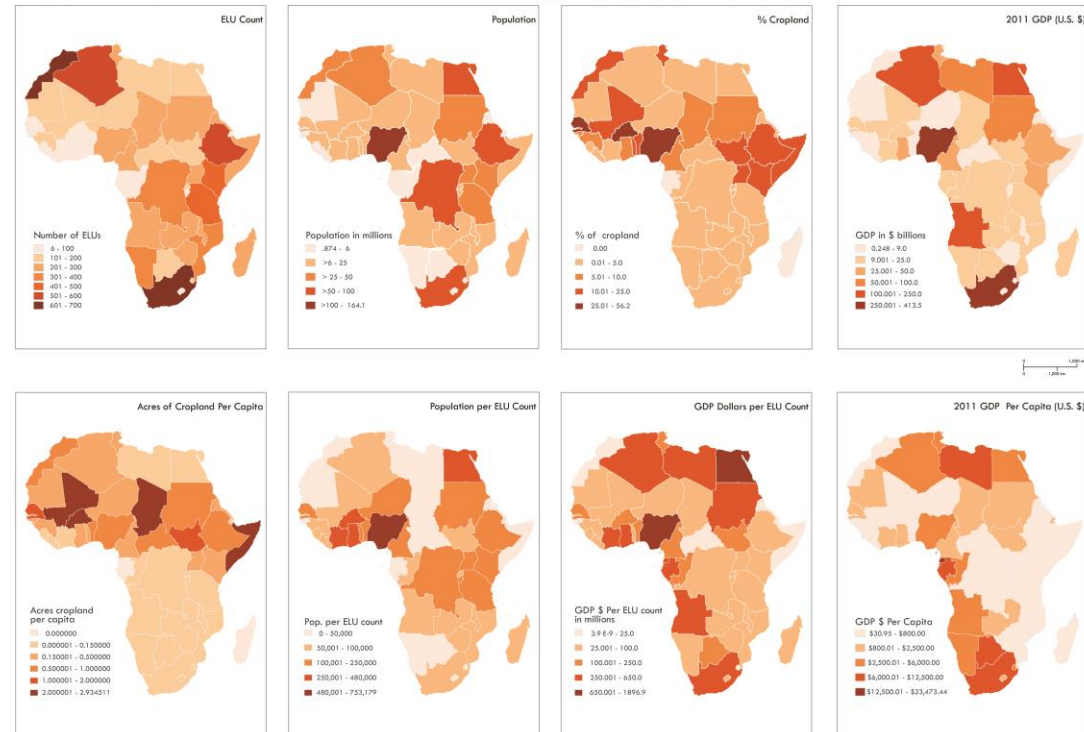 ELU Count
Number of ELUs
6 - 100
101 - 200
201 - 300
301 - 400
401 - 500
501 - 600
601 - 700
Population
Population in millions
.874 - 6
>6 - 25
> 25 - 50
>50 - 100
>100 - 164.1
% Cropland
% of cropland
0.00
0.01 - 5.0
5.01 - 10.0
10.01 - 25.0
25.01 - 56.2
2011 GDP (U.S. $)
GDP in $ billions
0.248 - 9.0
9.001 - 25.0
25.001 - 50.0
50.001 - 100.0
100.001 - 250.0
250.001 - 413.5
0 1,000 mi
0 1,000 km
Acres of Cropland Per Capita
Acres cropland
per capita
0.000000
0.000001 - 0.150000
0.150001 - 0.500000
0.500001 - 1.000000
1.000001 - 2.000000
2.000001 - 2.934511
Population per ELU Count
Pop. per ELU count
0 - 50,000
50,001 - 100,000
100,001 - 250,000
250,001 - 480,000
480,001 - 753,179
GDP Dollars per ELU Count
GDP $ Per ELU count
in millions
3.9 E-9 - 25.0
25.001 - 100.0
100.001 - 250.0
250.001 - 650.0
650.001 - 1896.9
2011 GDP Per Capita (U.S. $)
GDP $ Per Capita
$30.95 - $800.00
$800.01 - $2,500.00
$2,500.01 - $6,000.00
$6,000.01 - $12,500.00
$12,500.01 - $23,473.44